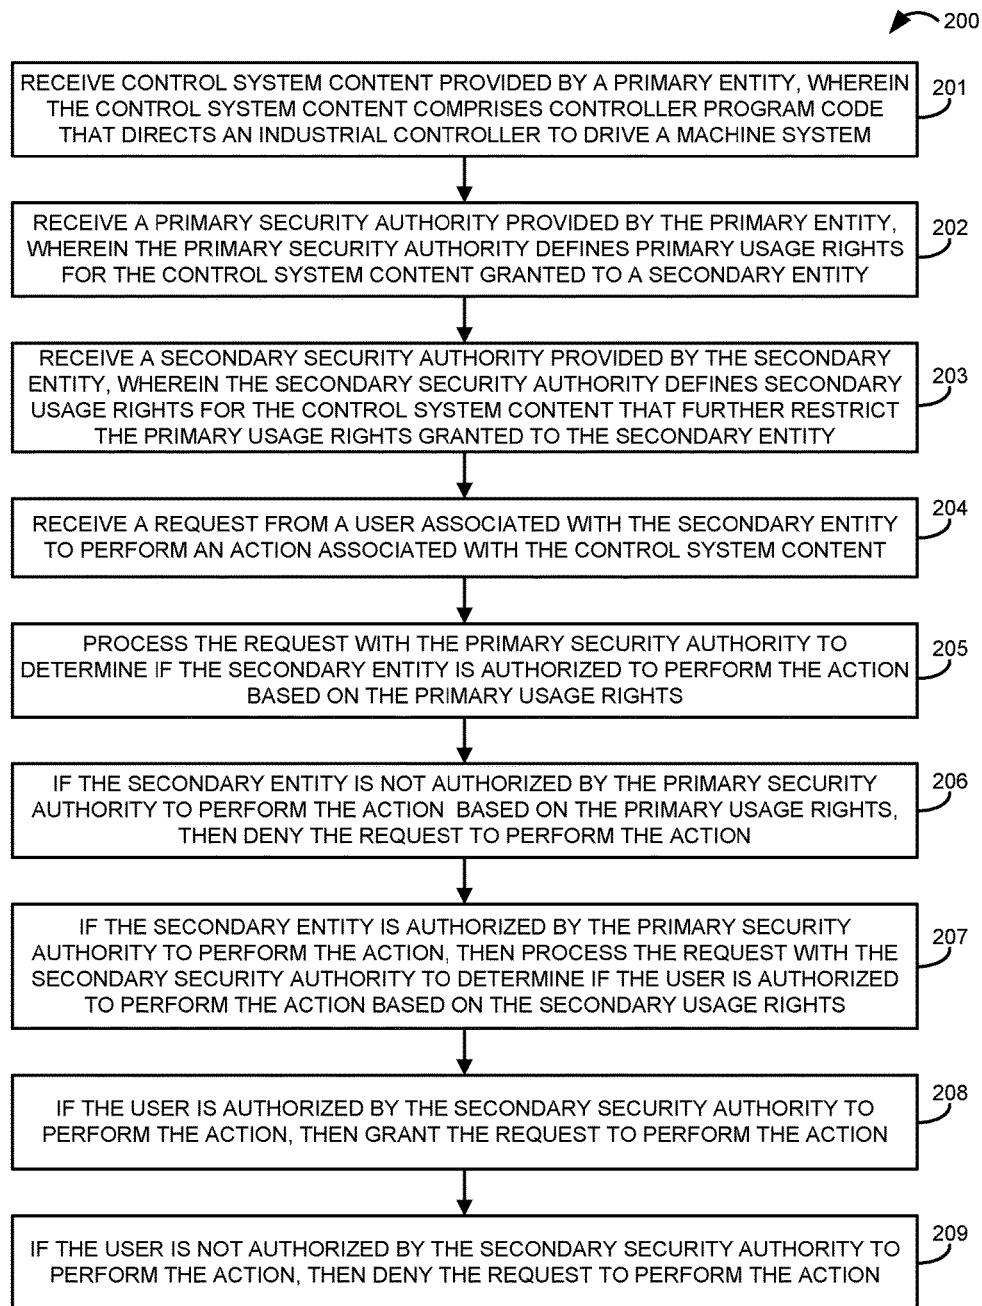 200
RECEIVE CONTROL SYSTEM CONTENT PROVIDED BY A PRIMARY ENTITY, WHEREIN
THE CONTROL SYSTEM CONTENT COMPRISES CONTROLLER PROGRAM CODE
THAT DIRECTS AN INDUSTRIAL CONTROLLER TO DRIVE A MACHINE SYSTEM
201
RECEIVE A PRIMARY SECURITY AUTHORITY PROVIDED BY THE PRIMARY ENTITY,
WHEREIN THE PRIMARY SECURITY AUTHORITY DEFINES PRIMARY USAGE RIGHTS
FOR THE CONTROL SYSTEM CONTENT GRANTED TO A SECONDARY ENTITY
202
RECEIVE A SECONDARY SECURITY AUTHORITY PROVIDED BY THE SECONDARY
ENTITY, WHEREIN THE SECONDARY SECURITY AUTHORITY DEFINES SECONDARY
USAGE RIGHTS FOR THE CONTROL SYSTEM CONTENT THAT FURTHER RESTRICT
THE PRIMARY USAGE RIGHTS GRANTED TO THE SECONDARY ENTITY
203
RECEIVE A REQUEST FROM A USER ASSOCIATED WITH THE SECONDARY ENTITY
TO PERFORM AN ACTION ASSOCIATED WITH THE CONTROL SYSTEM CONTENT
204
PROCESS THE REQUEST WITH THE PRIMARY SECURITY AUTHORITY TO
DETERMINE IF THE SECONDARY ENTITY IS AUTHORIZED TO PERFORM THE ACTION
BASED ON THE PRIMARY USAGE RIGHTS
205
IF THE SECONDARY ENTITY IS NOT AUTHORIZED BY THE PRIMARY SECURITY
AUTHORITY TO PERFORM THE ACTION BASED ON THE PRIMARY USAGE RIGHTS,
THEN DENY THE REQUEST TO PERFORM THE ACTION
206
IF THE SECONDARY ENTITY IS AUTHORIZED BY THE PRIMARY SECURITY
AUTHORITY TO PERFORM THE ACTION, THEN PROCESS THE REQUEST WITH THE
SECONDARY SECURITY AUTHORITY TO DETERMINE IF THE USER IS AUTHORIZED
TO PERFORM THE ACTION BASED ON THE SECONDARY USAGE RIGHTS
207
IF THE USER IS AUTHORIZED BY THE SECONDARY SECURITY AUTHORITY TO
PERFORM THE ACTION, THEN GRANT THE REQUEST TO PERFORM THE ACTION
208
IF THE USER IS NOT AUTHORIZED BY THE SECONDARY SECURITY AUTHORITY TO
PERFORM THE ACTION, THEN DENY THE REQUEST TO PERFORM THE ACTION
209